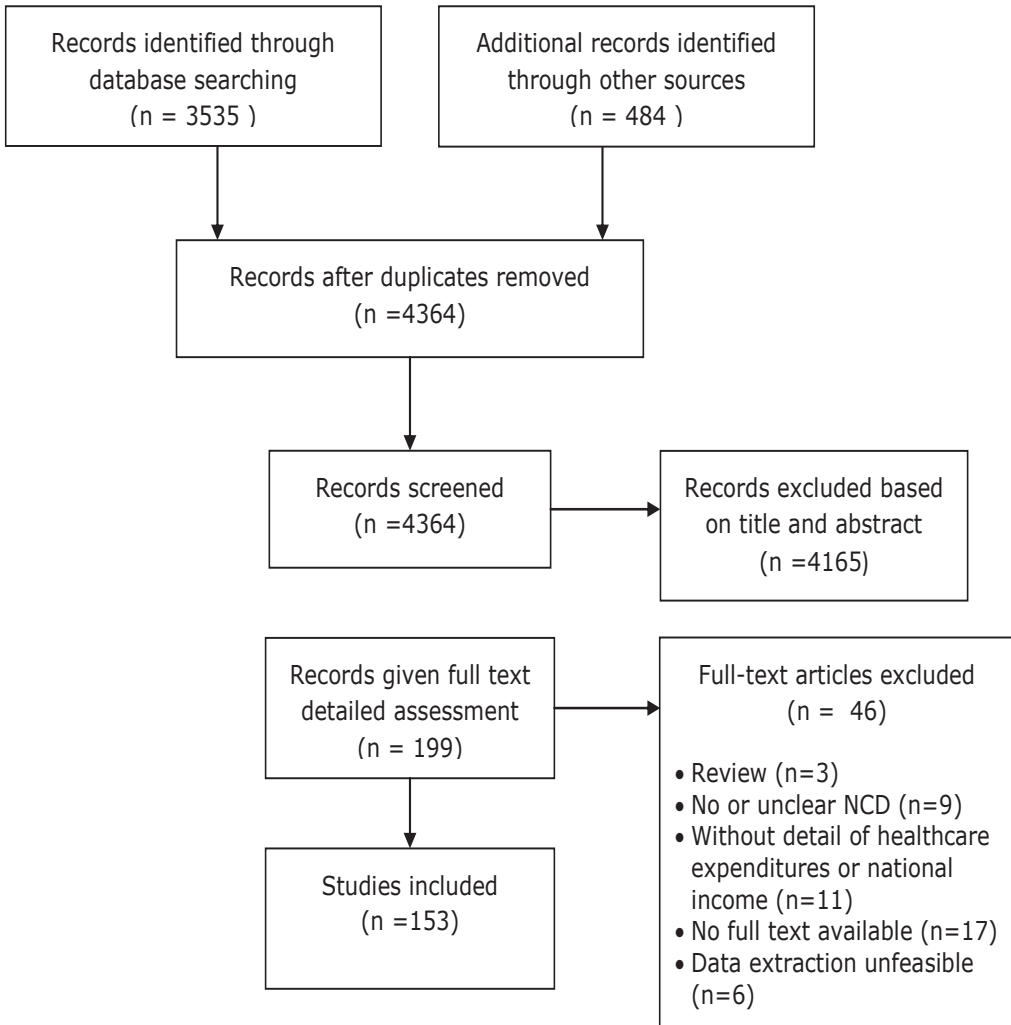 Records identified through
database searching
(n = 3535 )
Additional records identified
through other sources
(n = 484 )
Records after duplicates removed
(n =4364)
Records screened
(n =4364)
Records excluded based
on title and abstract
(n =4165)
Records given full text
detailed assessment
(n = 199)
Full-text articles excluded
(n = 46)
• Review (n=3)
• No or unclear NCD (n=9)
• Without detail of healthcare
expenditures or national
income (n=11)
• No full text available (n=17)
• Data extraction unfeasible
(n=6)
Studies included
(n =153)